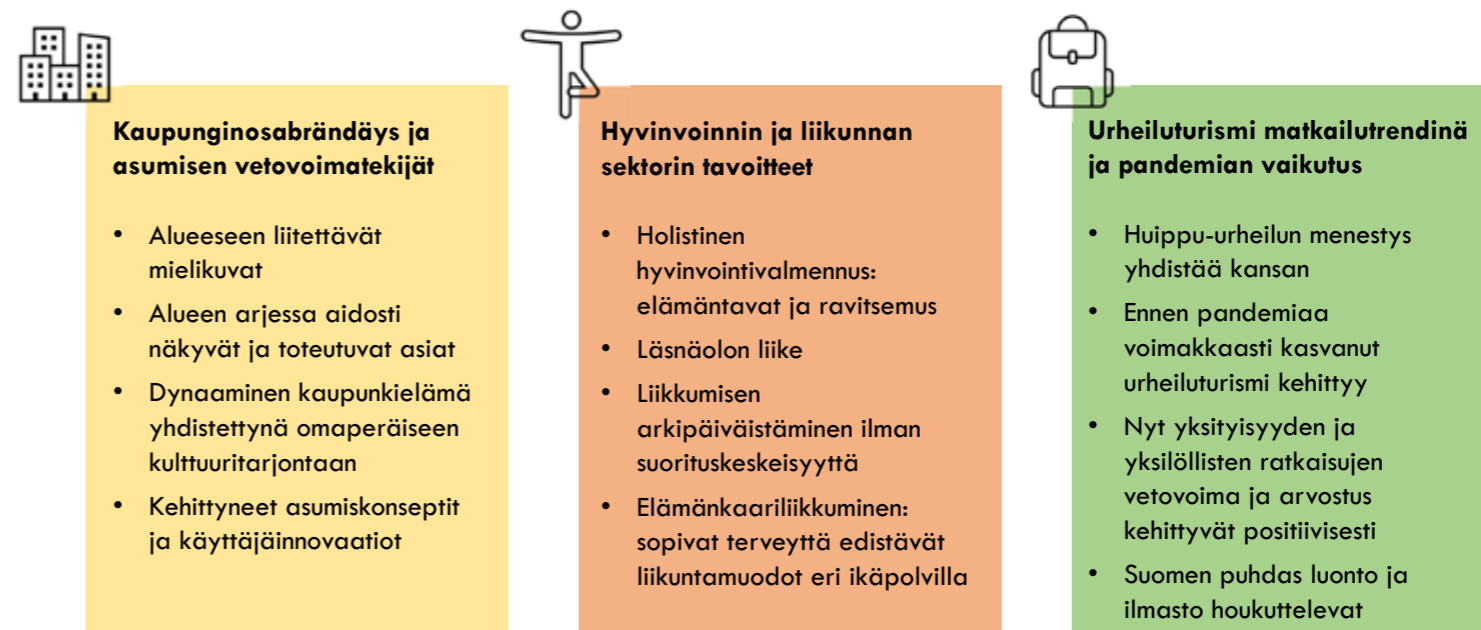 Kaupunginosabrändäys ja
asumisen vetovoimatekijät
• Alueeseen liitettävät
mielikuvat
• Alueen arjessa aidosti
näkyvät ja toteutuvat asiat
• Dynaaminen kaupunkielämä
yhdistettynä omaperäiseen
kulttuuritarjontaan
• Kehittyneet asumiskonseptit
ja käyttäjäinnovaatiot
Hyvinvoinnin ja liikunnan
sektorin tavoitteet
• Holistinen
hyvinvointivalmennus:
elämäntavat ja ravitsemus
• Läsnäolon liike
• Liikkumisen
arkipäiväistäminen ilman
suorituskeskeisyyttä
• Elämänkaariliikkuminen:
sopivat terveyttä edistävät
liikuntamuodot eri ikäpolvilla
Urheiluturismi matkailutrendinä
ja pandemian vaikutus
• Huippu-urheilun menestys
yhdistää kansan
• Ennen pandemiaa
voimakkaasti kasvanut
urheiluturismi kehittyy
• Nyt yksityisyyden ja
yksilöllisten ratkaisujen
vetovoima ja arvostus
kehittyvät positiivisesti
• Suomen puhdas luonto ja
ilmasto houkuttelevat